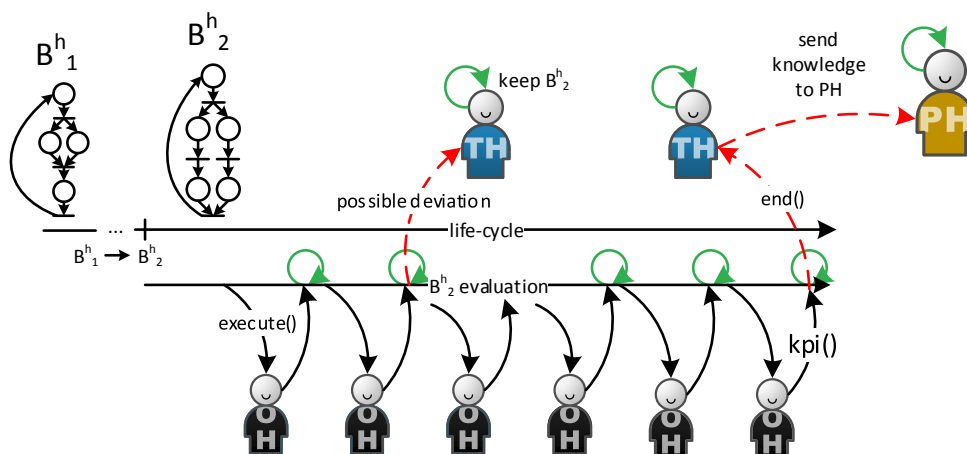 B^h_1
B^h_2
keep B^h_2
send
knowledge
to PH
TH
TH
PH
possible deviation
end()
...
life-cycle
B^h_1 → B^h_2
B^h_2 evaluation
execute()
kpi()
OH
OH
OH
OH
OH
OH